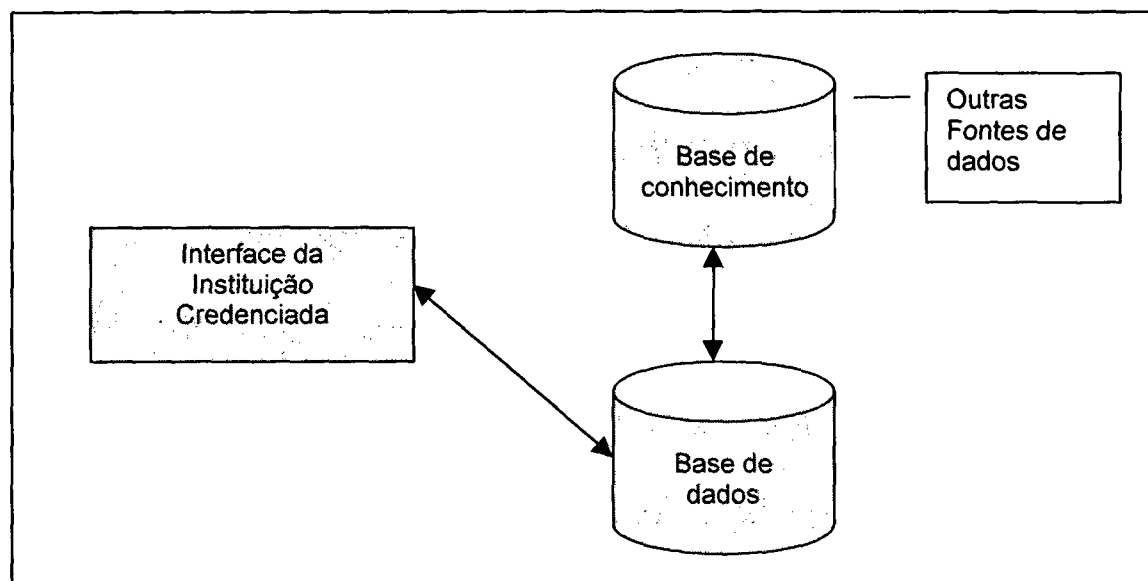 Base de
conhecimento
Outras
Fontes de
dados
Interface da
Instituição
Credenciada
Base de
dados